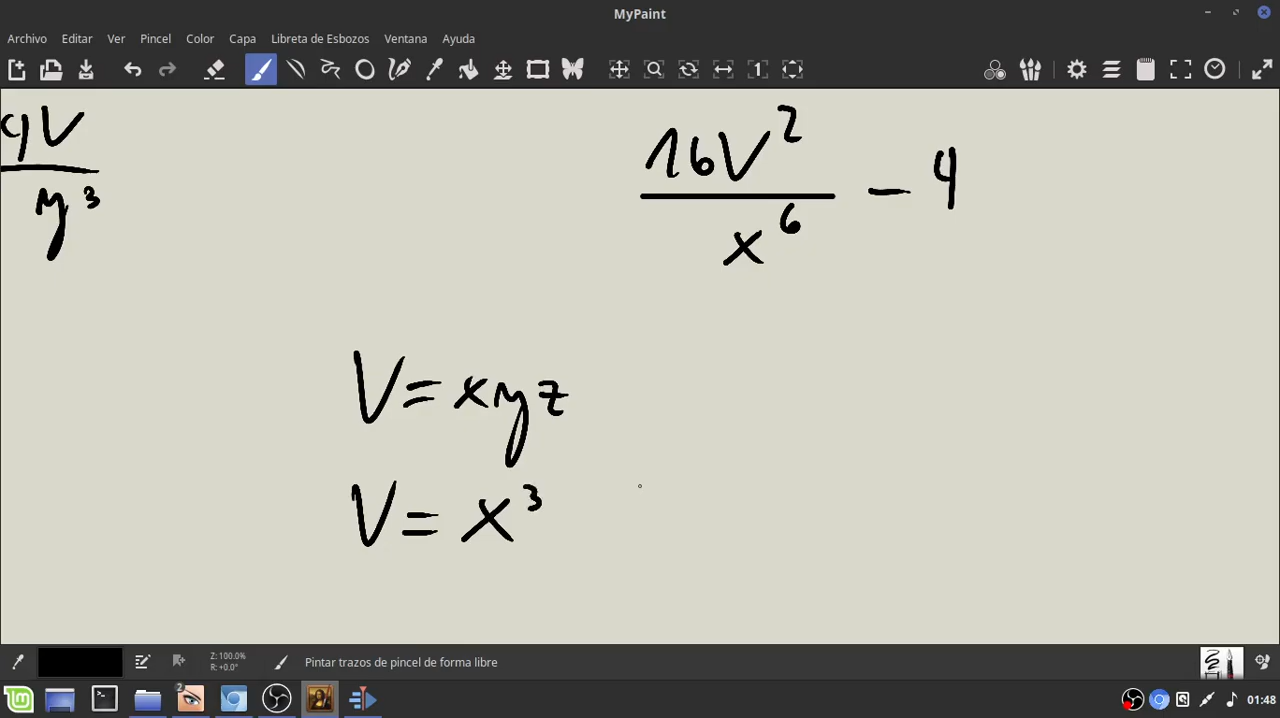 MyPaint
Archivo Editar Ver Pincel Color Capa Libreta de Esbozos Ventana Ayuda
4V
y³
16V²
x⁶
- 4
V= xyz
V= x³
Z: 100.0%
R: +0.0°
Pintar trazos de pincel de forma libre
2
01:48